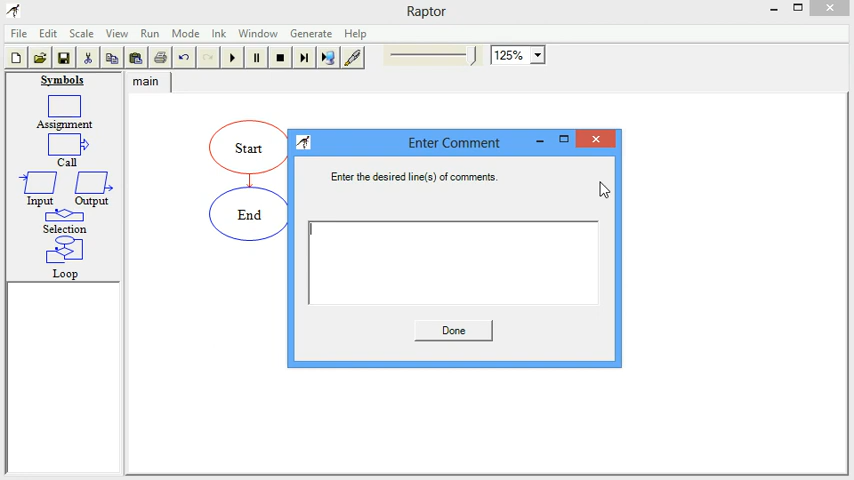 Raptor
File Edit Scale View Run Mode Ink Window Generate Help
125%
Symbols
main
Assignment
Call
Input Output
Selection
Loop
Start
End
Enter Comment
Enter the desired line(s) of comments.
Done